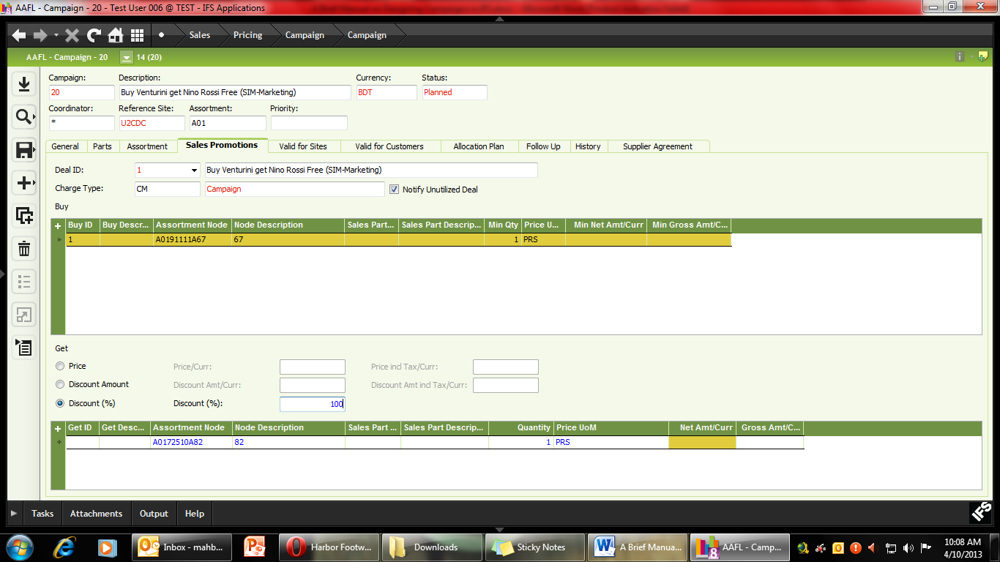 AAFL - Campaign - 20 - Test User 006 @ TEST - IFS Applications
Sales Pricing Campaign Campaign
AAFL - Campaign - 20 14 (20)
Campaign: Description: Currency: Status:
20 Buy Venturini get Nino Rossi Free (SIM-Marketing) BDT Planned
Coordinator: Reference Site: Assortment: Priority:
* U2CDC A01
General Parts Assortment Sales Promotions Valid for Sites Valid for Customers Allocation Plan Follow Up History Supplier Agreement
Deal ID: 1 Buy Venturini get Nino Rossi Free (SIM-Marketing)
Charge Type: CM Campaign Notify Unutilized Deal
Buy
Buy ID Buy Descr... Assortment Node Node Description Sales Part... Sales Part Descrip... Min Qty Price U... Min Net Amt/Curr Min Gross Amt/C...
1 A0191111A67 67 1 PRS
Get
Price Price/Curr: Price incl Tax/Curr:
Discount Amount Discount Amt/Curr: Discount Amt incl Tax/Curr:
Discount (%) Discount (%): 100
Get ID Get Desc... Assortment Node Node Description Sales Part ... Sales Part Descrip... Quantity Price UoM Net Amt/Curr Gross Amt/C...
A0172510A82 82 1 PRS
Tasks Attachments Output Help
IFS
Inbox - mahb... Harbor Footw... Downloads Sticky Notes A Brief Manua... AAFL - Camp... 10:08 AM
4/10/2013